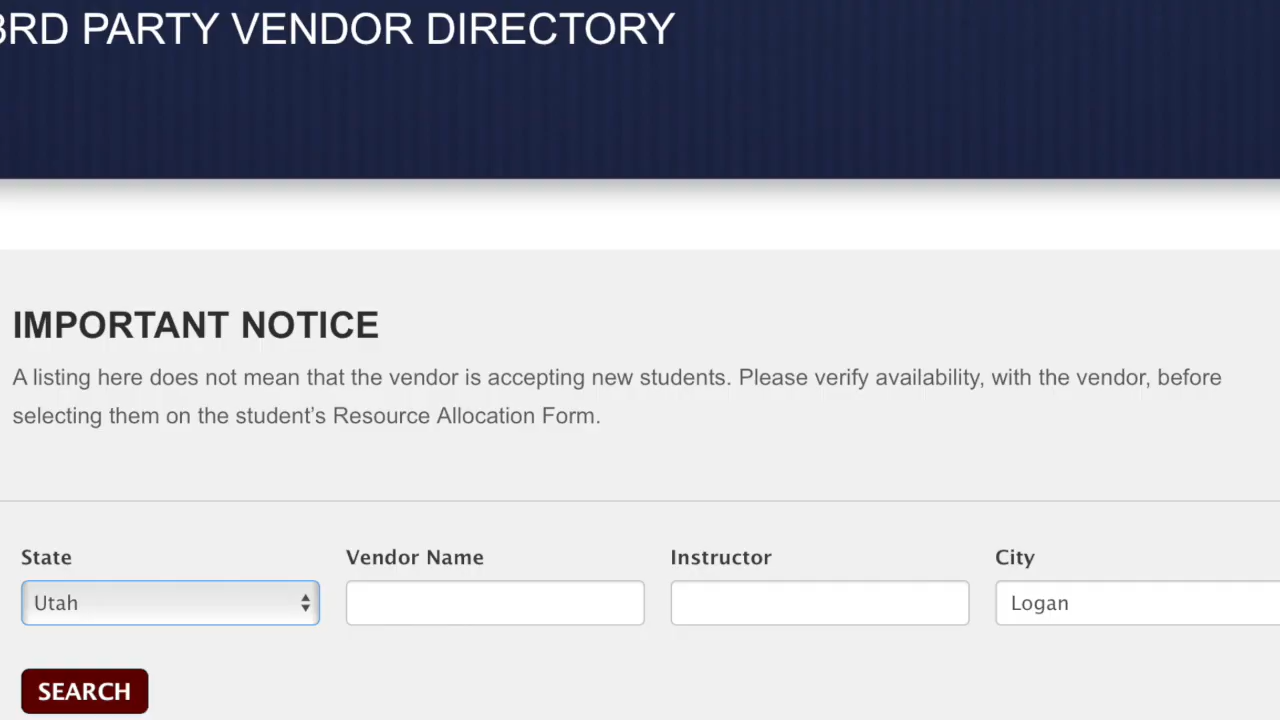 3RD PARTY VENDOR DIRECTORY
IMPORTANT NOTICE
A listing here does not mean that the vendor is accepting new students. Please verify availability, with the vendor, before
selecting them on the student’s Resource Allocation Form.
State Vendor Name Instructor City
Utah Logan
SEARCH